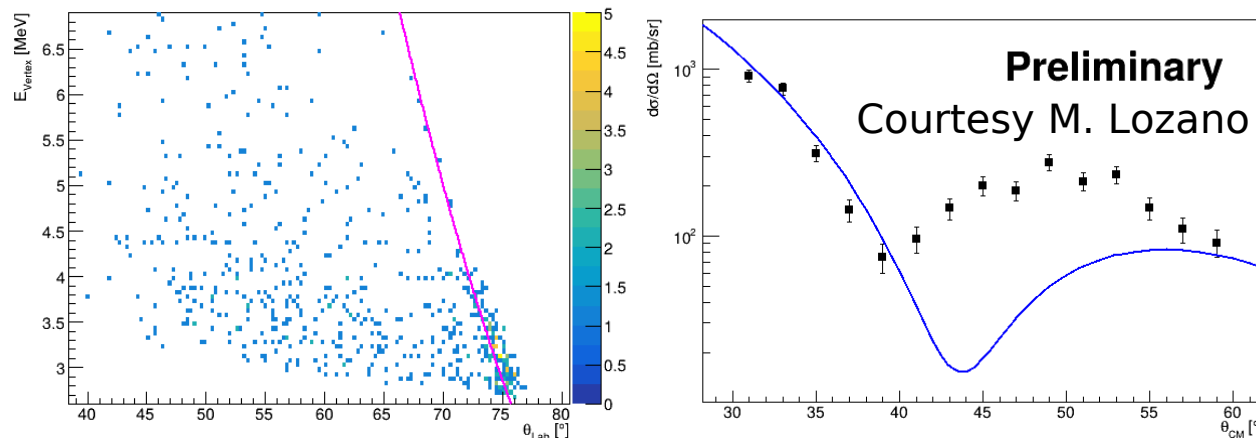 E_Vertex [MeV]
6.5
6
5.5
5
4.5
4
3.5
3
40 45 50 55 60 65 70 75 80
θ_Lab [°]
5
4.5
4
3.5
3
2.5
2
1.5
1
0.5
0
dσ/dΩ [mb/sr]
10³
10²
Preliminary
Courtesy M. Lozano
30 35 40 45 50 55 60
θ_CM [°